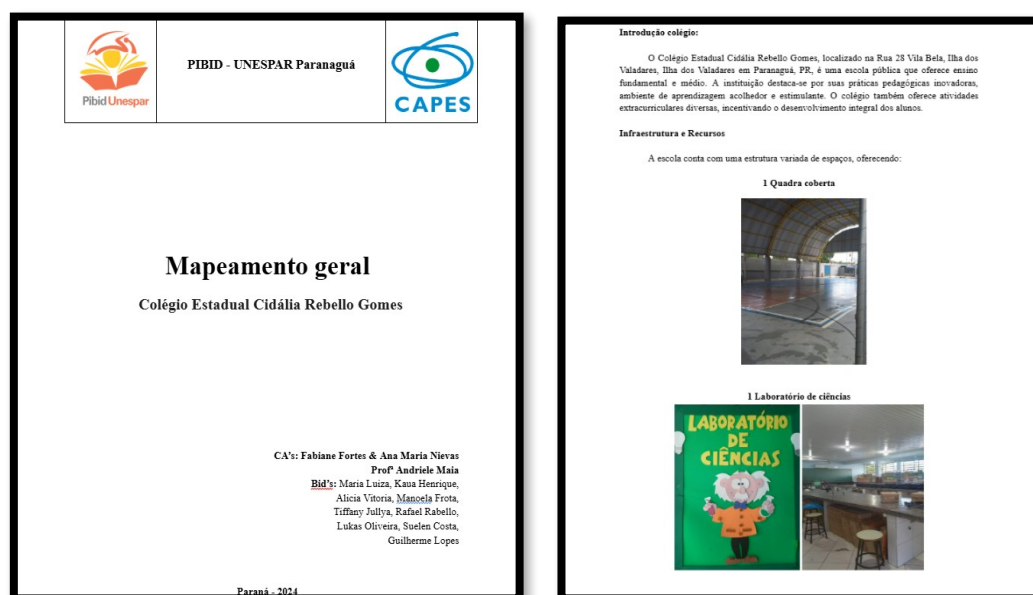 Pibid Unespar
PIBID - UNESPAR Paranaguá
CAPES
Mapeamento geral
Colégio Estadual Cidália Rebello Gomes
CA's: Fabiane Fortes & Ana Maria Nievas
Profª Andriele Maia
Bid's: Maria Luiza, Kaua Henrique,
Alicia Vitoria, Manoela Frota,
Tiffany Jullya, Rafael Rabello,
Lukas Oliveira, Suelen Costa,
Guilherme Lopes
Paraná - 2024
Introdução colégio:
O Colégio Estadual Cidália Rebello Gomes, localizado na Rua 28 Vila Bela, Ilha dos
Valadares, Ilha dos Valadares em Paranaguá, PR, é uma escola pública que oferece ensino
fundamental e médio. A instituição destaca-se por suas práticas pedagógicas inovadoras,
ambiente de aprendizagem acolhedor e estimulante. O colégio também oferece atividades
extracurriculares diversas, incentivando o desenvolvimento integral dos alunos.
Infraestrutura e Recursos
A escola conta com uma estrutura variada de espaços, oferecendo:
1 Quadra coberta
1 Laboratório de ciências
LABORATÓRIO
DE
CIÊNCIAS